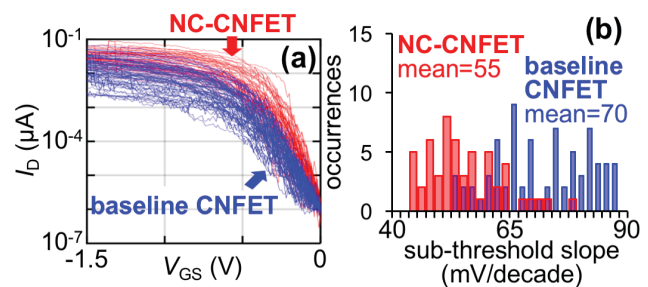 NC-CNFET
(a)
10^-1
10^-4
10^-7
I_D (μA)
baseline CNFET
-1.5
V_GS (V)
0
(b)
15
10
5
0
occurrences
NC-CNFET
mean=55
baseline
CNFET
mean=70
40
65
90
sub-threshold slope
(mV/decade)